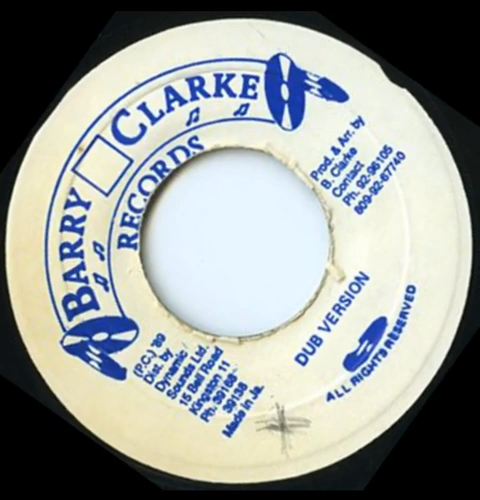 BARRY CLARKE
RECORDS
Prod. & Arr. by
B. Clarke
Contact
Ph. 92-96105
809-92-67740
(P.C.) '89
Dist. by
Dynamic
Sounds Ltd.
15 Bell Road
Kingston 11
Ph. 39168
39138
Made in Ja.
DUB VERSION
ALL RIGHTS RESERVED